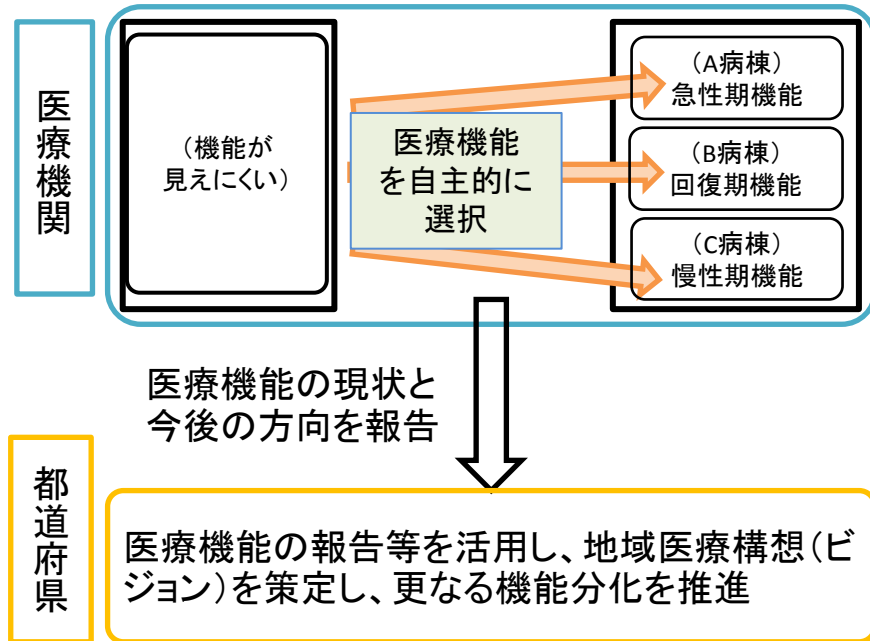 医療機関
（機能が
見えにくい）
医療機能
を自主的に
選択
（A病棟）
急性期機能
（B病棟）
回復期機能
（C病棟）
慢性期機能
医療機能の現状と
今後の方向を報告
都道府県
医療機能の報告等を活用し、地域医療構想（ビ
ジョン）を策定し、更なる機能分化を推進